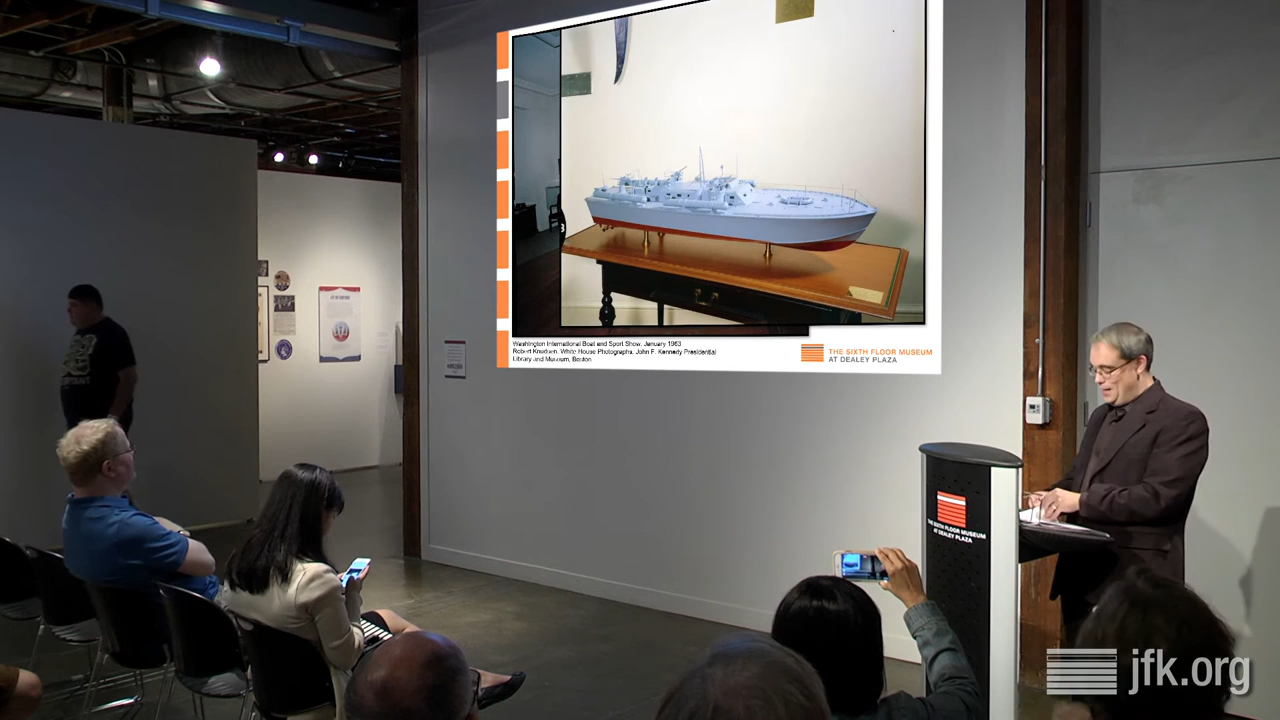 Washington International Boat and Sport Show, January 1963
Robert Knudsen, White House Photographs, John F. Kennedy Presidential
Library and Museum, Boston
THE SIXTH FLOOR MUSEUM
AT DEALEY PLAZA
THE SIXTH FLOOR MUSEUM
AT DEALEY PLAZA
jfk.org